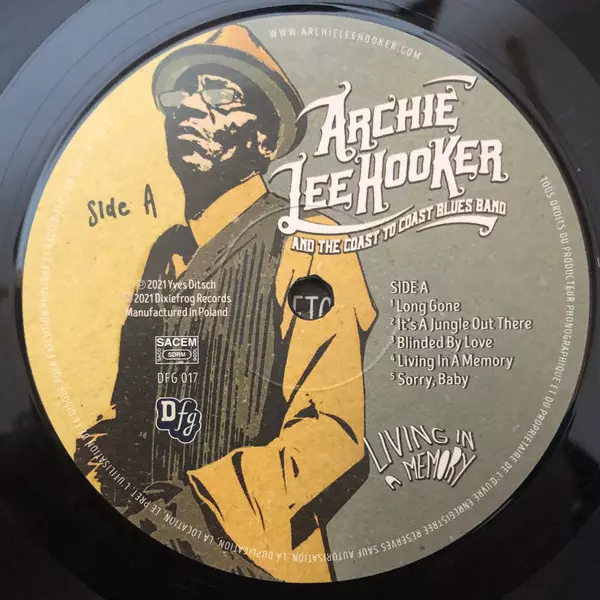 WWW.ARCHIELEEHOOKER.COM
ARCHIE
LEE HOOKER
AND THE COAST TO COAST BLUES BAND
Side A
℗ 2021 Yves Ditsch
© 2021 Dixiefrog Records
Manufactured in Poland
SACEM
SACD
SDRM
SGDL
DFG 017
Dfg
SIDE A
1 Long Gone
2 It's A Jungle Out There
3 Blinded By Love
4 Living In A Memory
5 Sorry, Baby
LIVING IN
A MEMORY
TOUS DROITS DU PRODUCTEUR PHONOGRAPHIQUE ET DU PROPRIETAIRE DE L'ŒUVRE ENREGISTREE RESERVES SAUF AUTORISATION, LA DUPLICATION, LA LOCATION, LE PRET, L'UTILISATION